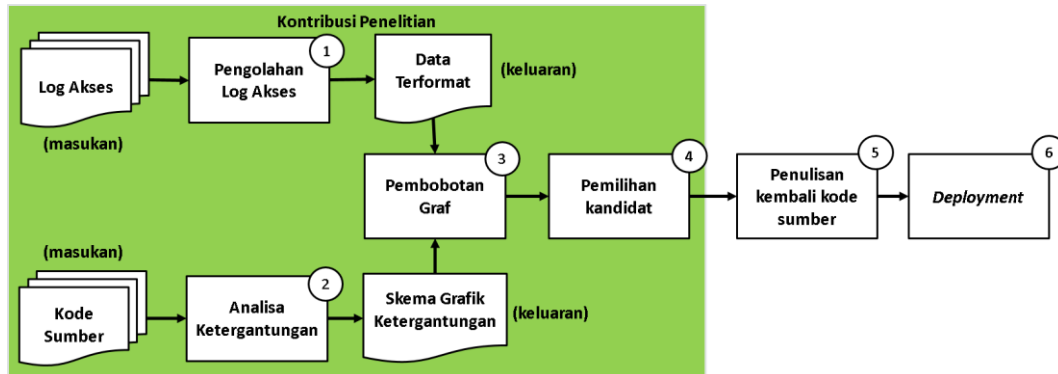 Kontribusi Penelitian
Log Akses
(masukan)
1
Pengolahan
Log Akses
Data
Terformat
(keluaran)
3
Pembobotan
Graf
4
Pemilihan
kandidat
5
Penulisan
kembali kode
sumber
6
Deployment
(masukan)
Kode
Sumber
2
Analisa
Ketergantungan
Skema Grafik
Ketergantungan
(keluaran)